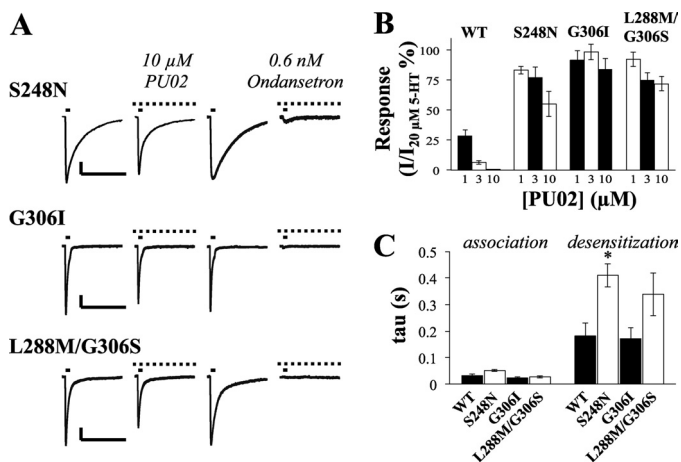 A
10 µM
PU02
0.6 nM
Ondansetron
S248N
G306I
L288M/G306S
B
WT
S248N
G306I
L288M/
G306S
Response
(I/I20 µM 5-HT %)
100
75
50
25
0
1 3 10 1 3 10 1 3 10 1 3 10
[PU02] (µM)
C
association
desensitization
*
tau (s)
0.5
0.4
0.3
0.2
0.1
0
WT
S248N
G306I
L288M/G306S
WT
S248N
G306I
L288M/G306S